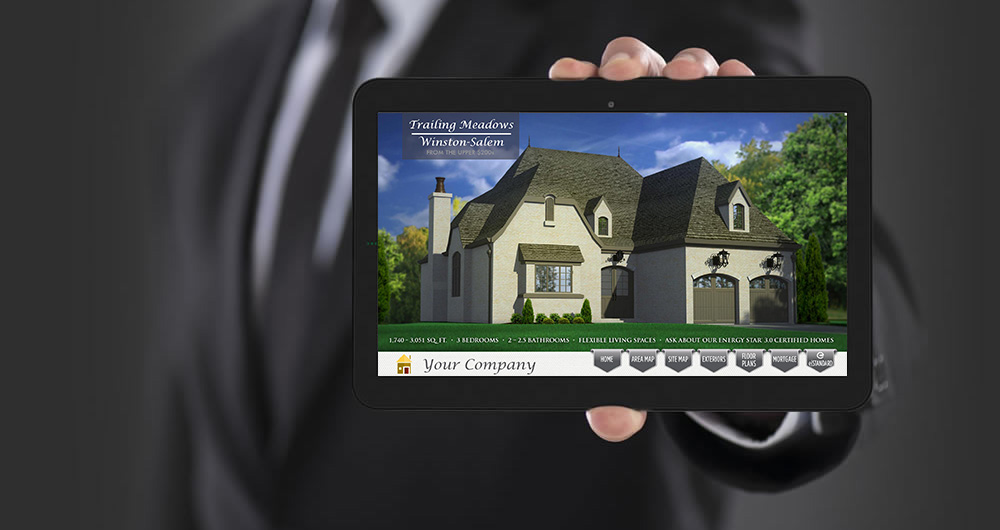 Trailing Meadows
Winston-Salem
FROM THE UPPER $200s
1,740 - 3,051 SQ. FT. • 3 BEDROOMS • 2 - 2.5 BATHROOMS • FLEXIBLE LIVING SPACES • ASK ABOUT OUR ENERGY STAR 3.0 CERTIFIED HOMES
Your Company
HOME
AREA MAP
SITE MAP
EXTERIORS
FLOOR
PLANS
MORTGAGE
eSTANDARD